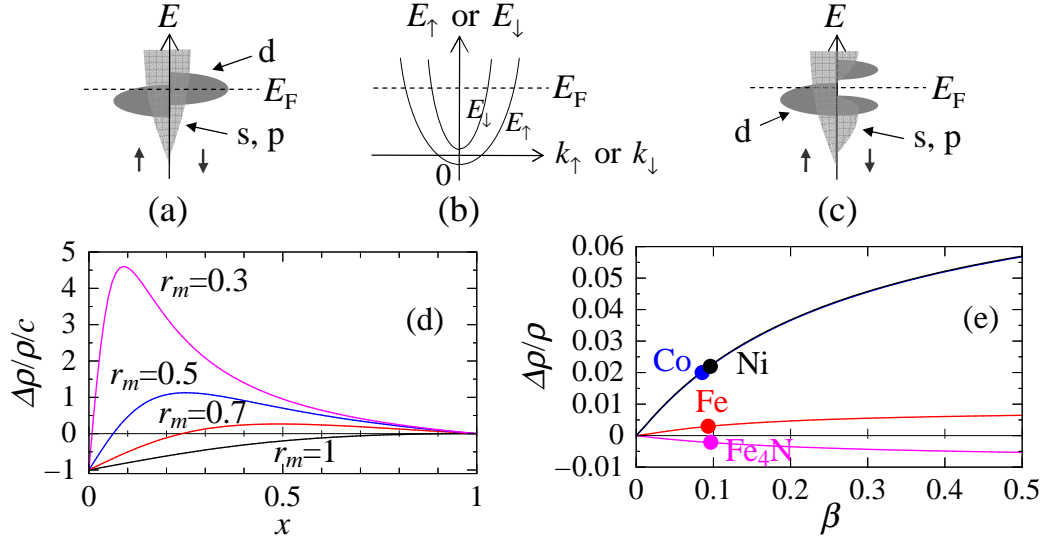 E
d
E_F
s, p
(a)
E↑ or E↓
E_F
E↓
E↑
0
k↑ or k↓
(b)
E
E_F
d
s, p
(c)
5
4
3
2
1
0
−1
Δρ/ρ/c
r_m=0.3
r_m=0.5
r_m=0.7
r_m=1
(d)
0
0.5
1
x
0.06
0.05
0.04
0.03
0.02
0.01
0
−0.01
Δρ/ρ
(e)
Co
Ni
Fe
Fe₄N
0
0.1
0.2
0.3
0.4
0.5
β